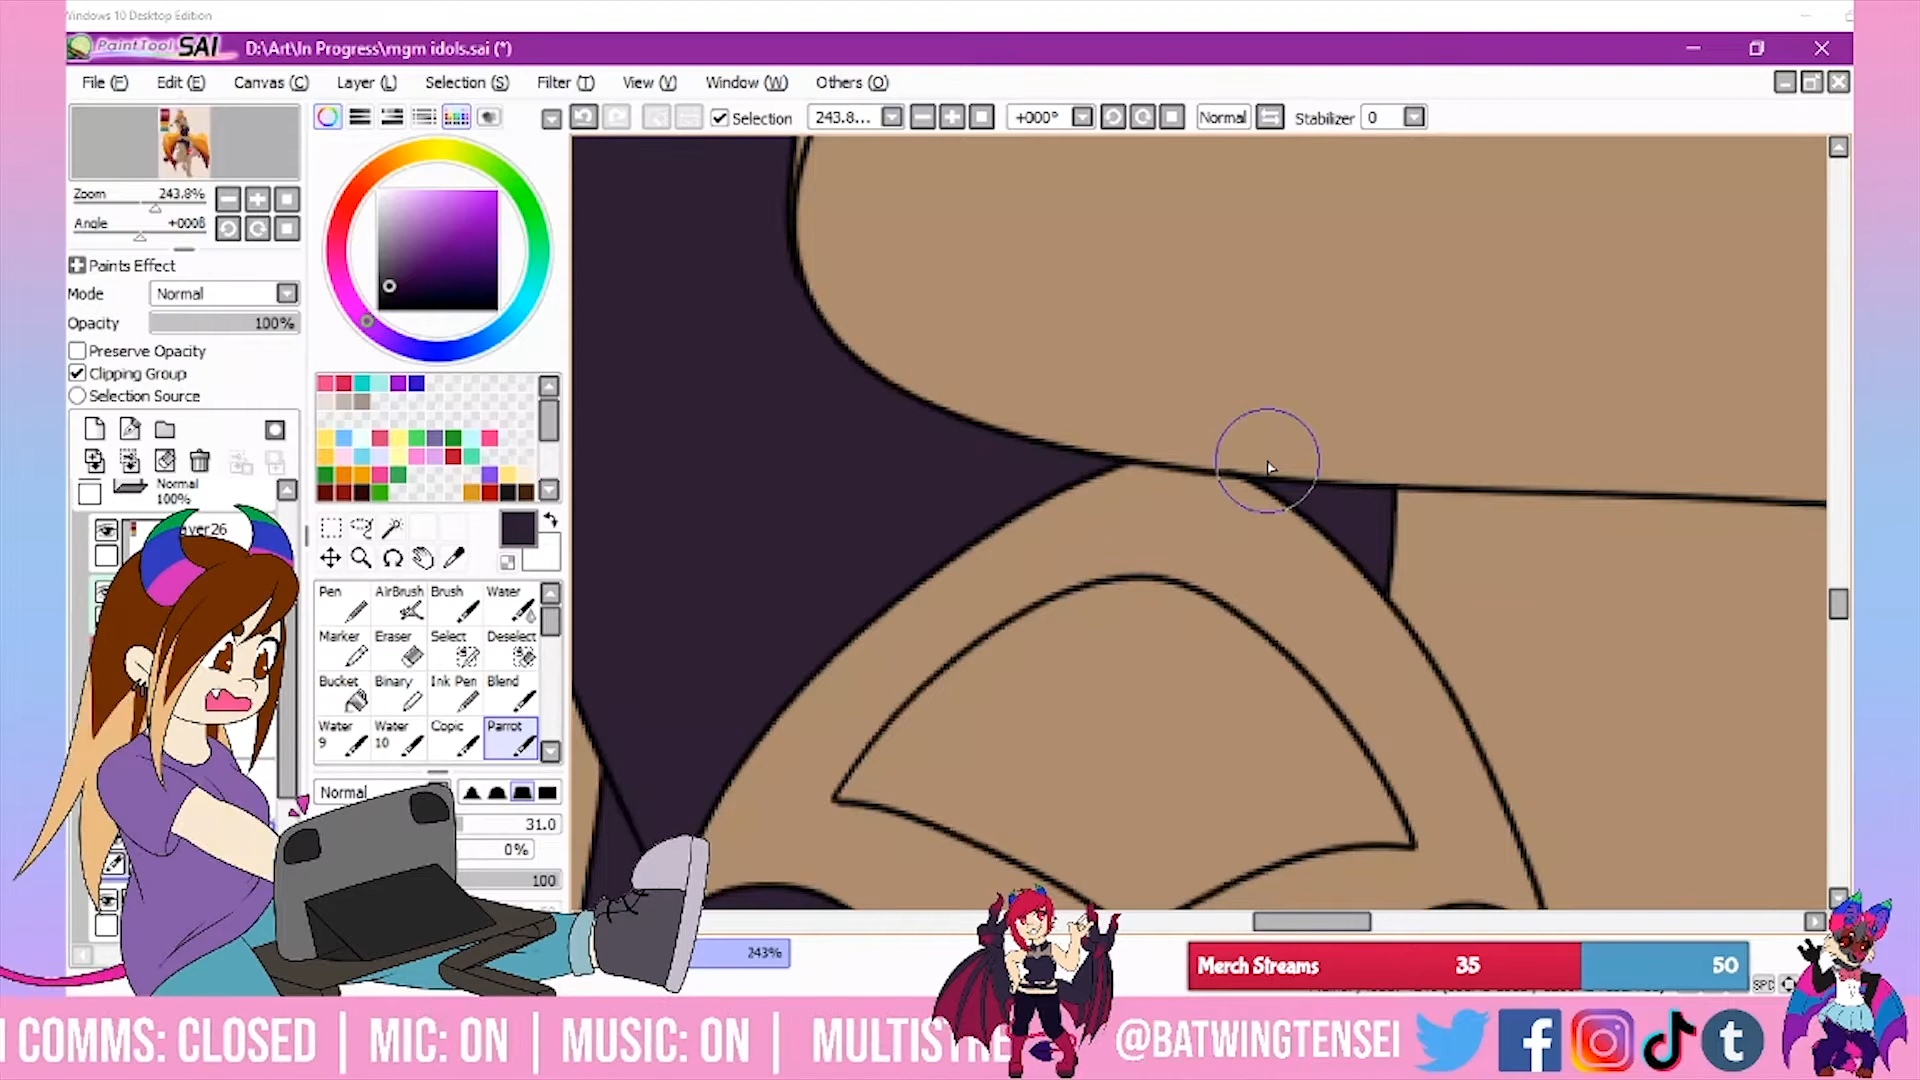 Windows 10 Desktop Edition
PaintTool SAI D:\Art\In Progress\mgm idols.sai (*)
File (F) Edit (E) Canvas (C) Layer (L) Selection (S) Filter (T) View (V) Window (W) Others (O)
Selection 243.8... +000° Normal Stabilizer 0
Zoom 243.8%
Angle +000ß
Paints Effect
Mode Normal
Opacity 100%
Preserve Opacity
Clipping Group
Selection Source
Normal
100%
ayer26
Pen AirBrush Brush Water
Marker Eraser Select Deselect
Bucket Binary Ink Pen Blend
Water 9 Water 10 Copic Parrot
Normal
31.0
0%
100
243%
Merch Streams 35 50
SPC
COMMS: CLOSED | MIC: ON | MUSIC: ON | MULTISTRE @BATWINGTENSEI